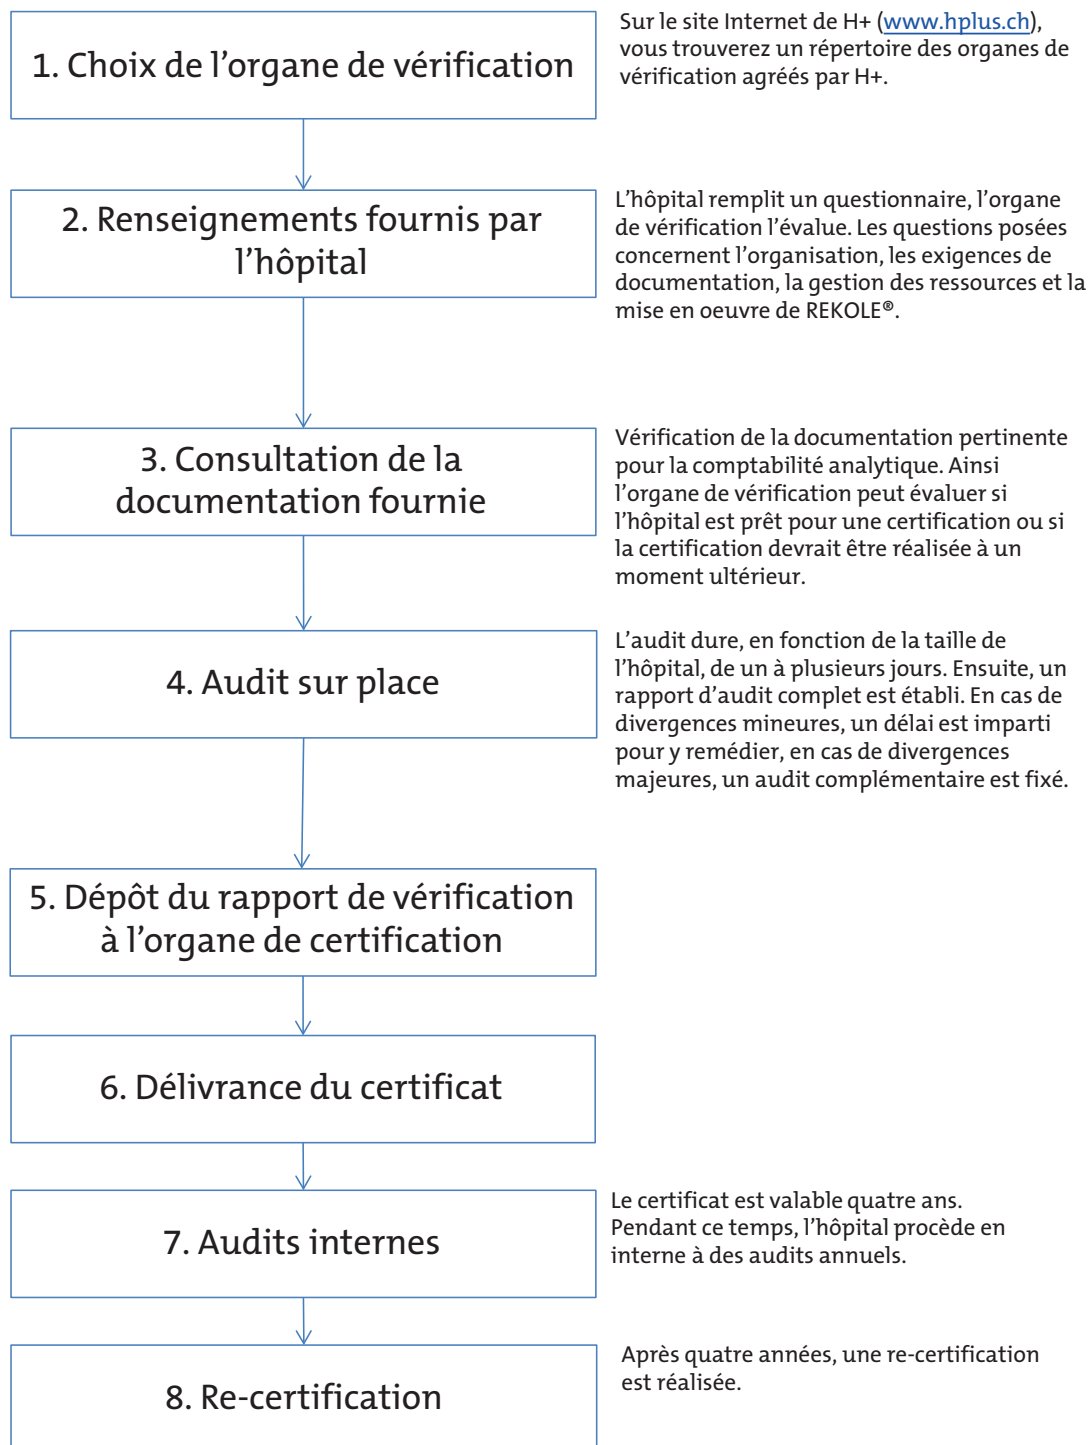 1. Choix de l'organe de vérification
Sur le site Internet de H+ (www.hplus.ch),
vous trouverez un répertoire des organes de
vérification agréés par H+.
2. Renseignements fournis par
l'hôpital
L'hôpital remplit un questionnaire, l'organe
de vérification l'évalue. Les questions posées
concernent l'organisation, les exigences de
documentation, la gestion des ressources et la
mise en oeuvre de REKOLE®.
3. Consultation de la
documentation fournie
Vérification de la documentation pertinente
pour la comptabilité analytique. Ainsi
l'organe de vérification peut évaluer si
l'hôpital est prêt pour une certification ou si
la certification devrait être réalisée à un
moment ultérieur.
4. Audit sur place
L'audit dure, en fonction de la taille de
l'hôpital, de un à plusieurs jours. Ensuite, un
rapport d'audit complet est établi. En cas de
divergences mineures, un délai est imparti
pour y remédier, en cas de divergences
majeures, un audit complémentaire est fixé.
5. Dépôt du rapport de vérification
à l'organe de certification
6. Délivrance du certificat
7. Audits internes
Le certificat est valable quatre ans.
Pendant ce temps, l'hôpital procède en
interne à des audits annuels.
8. Re-certification
Après quatre années, une re-certification
est réalisée.